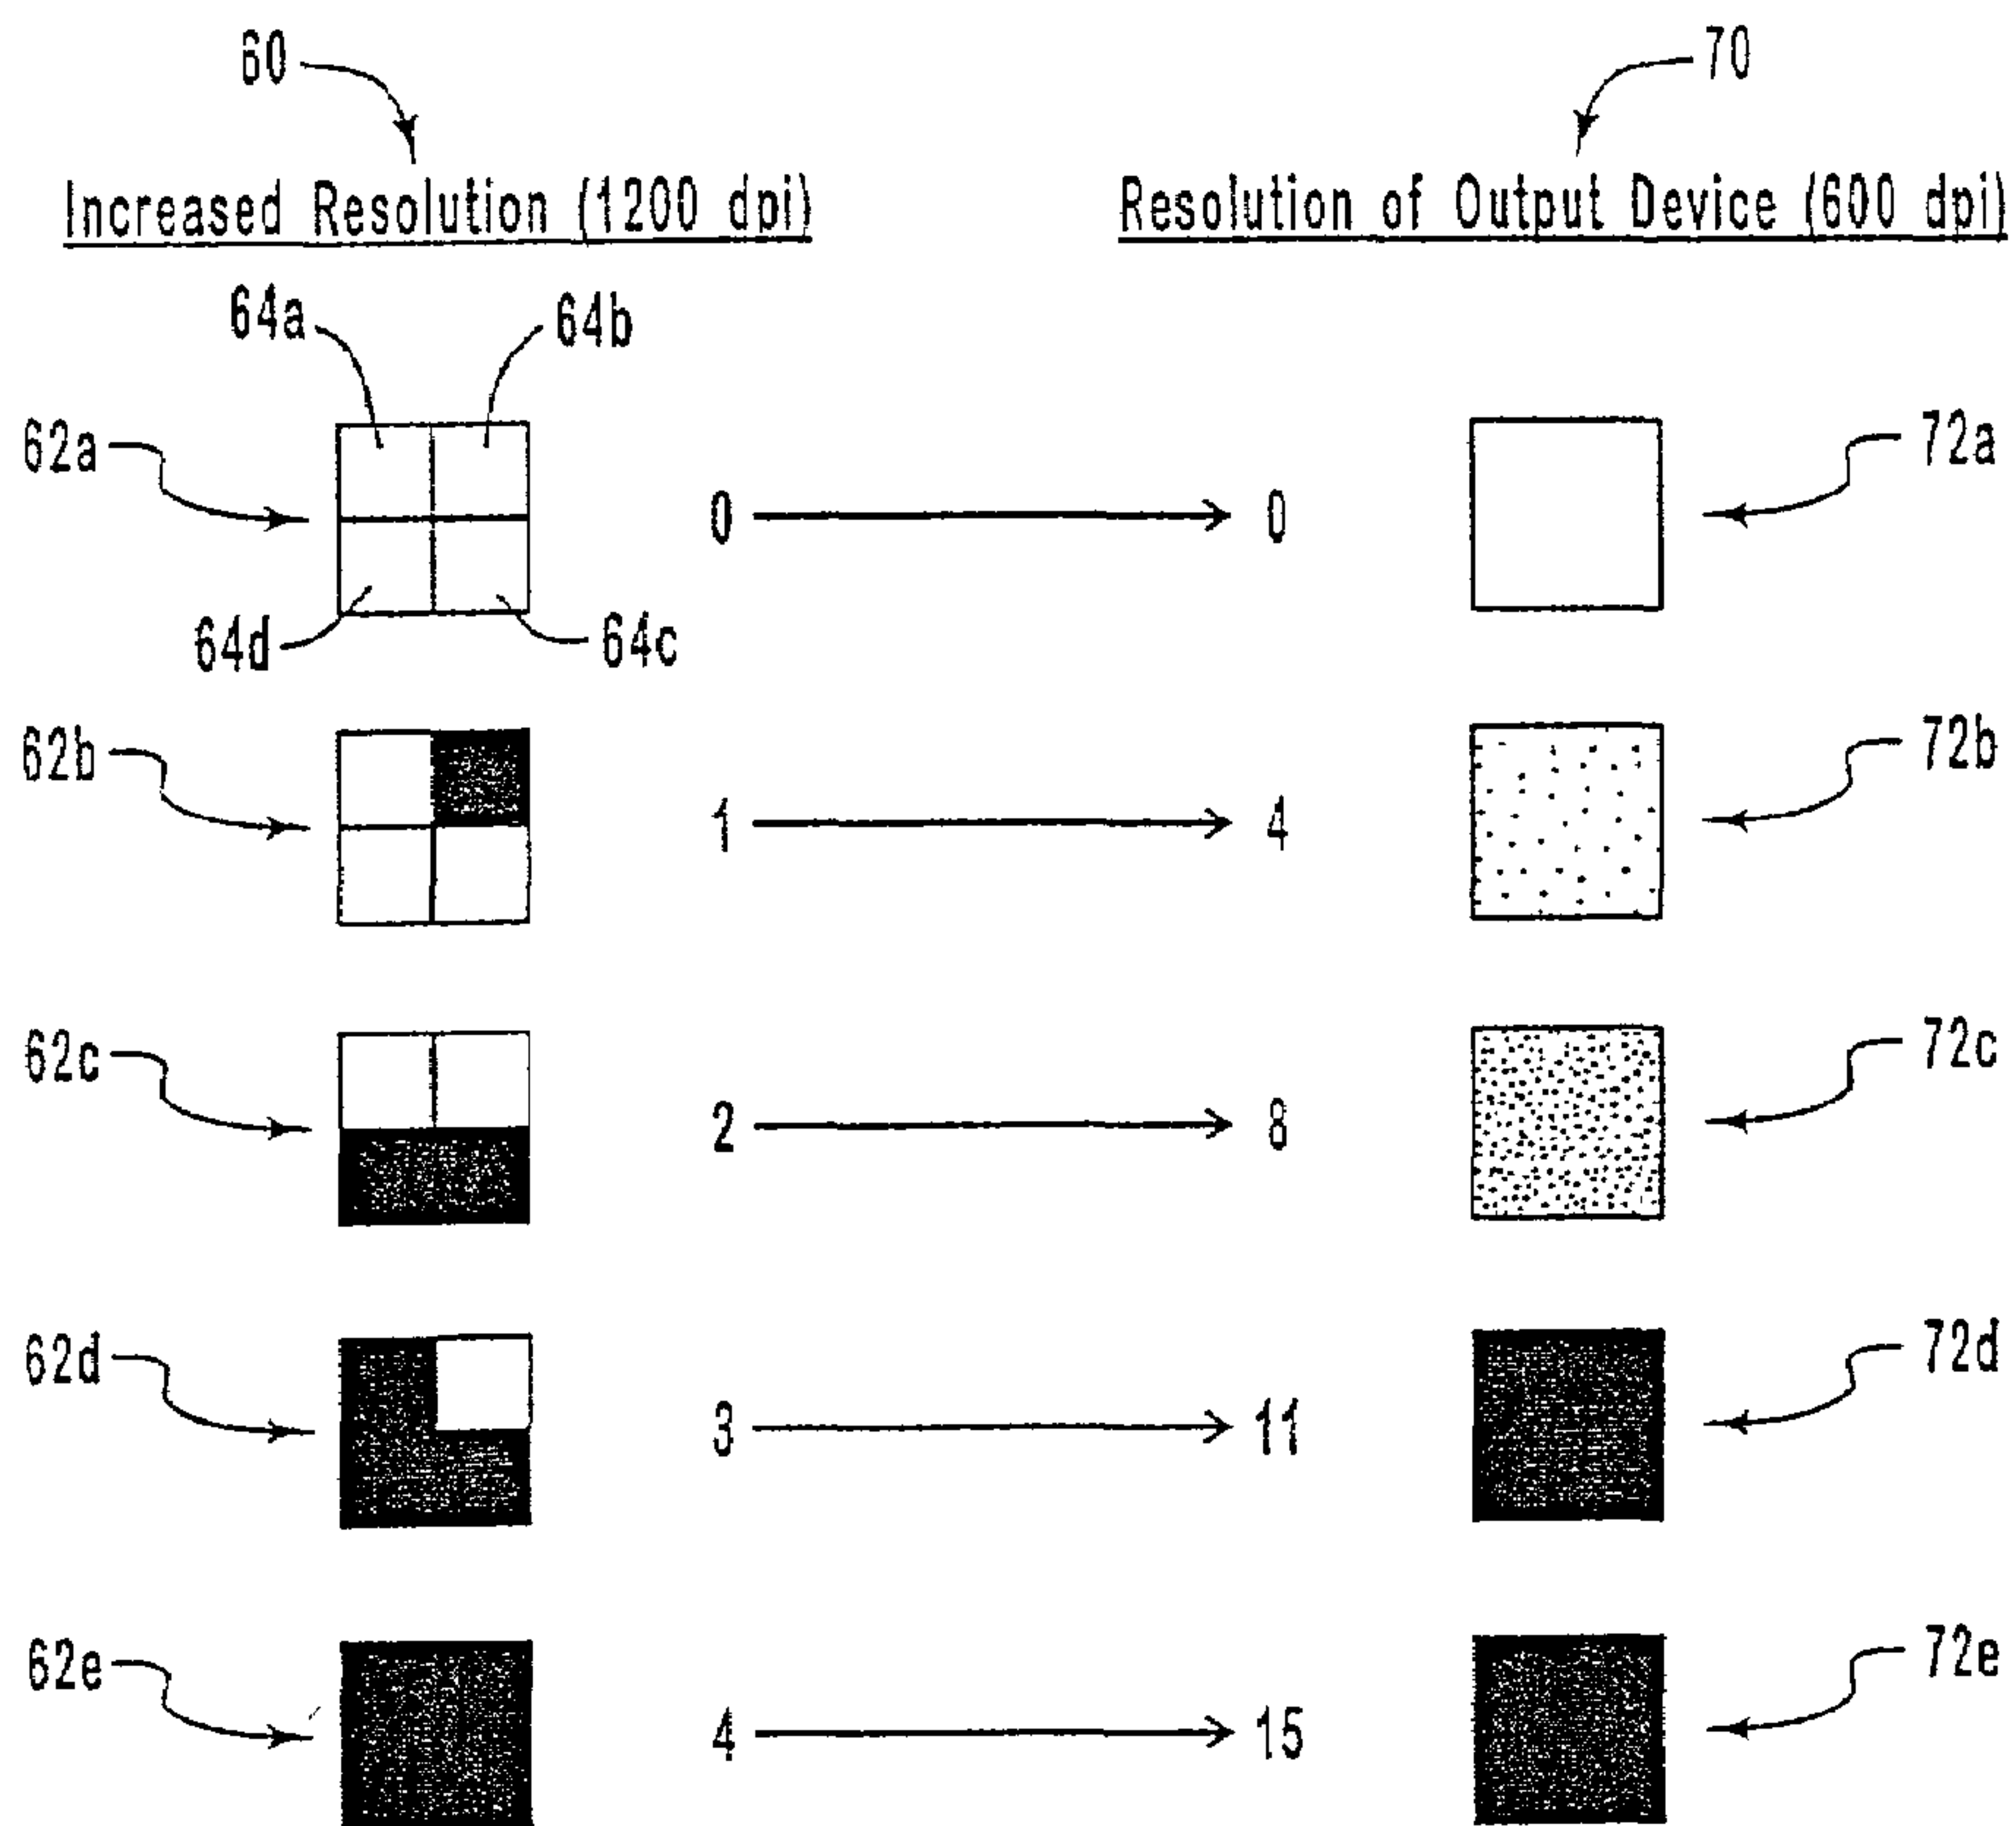 60 70
Increased Resolution (1200 dpi) Resolution of Output Device (600 dpi)
64a 64b
62a 0 0 72a
64d 64c
62b 1 4 72b
62c 2 8 72c
62d 3 11 72d
62e 4 15 72e